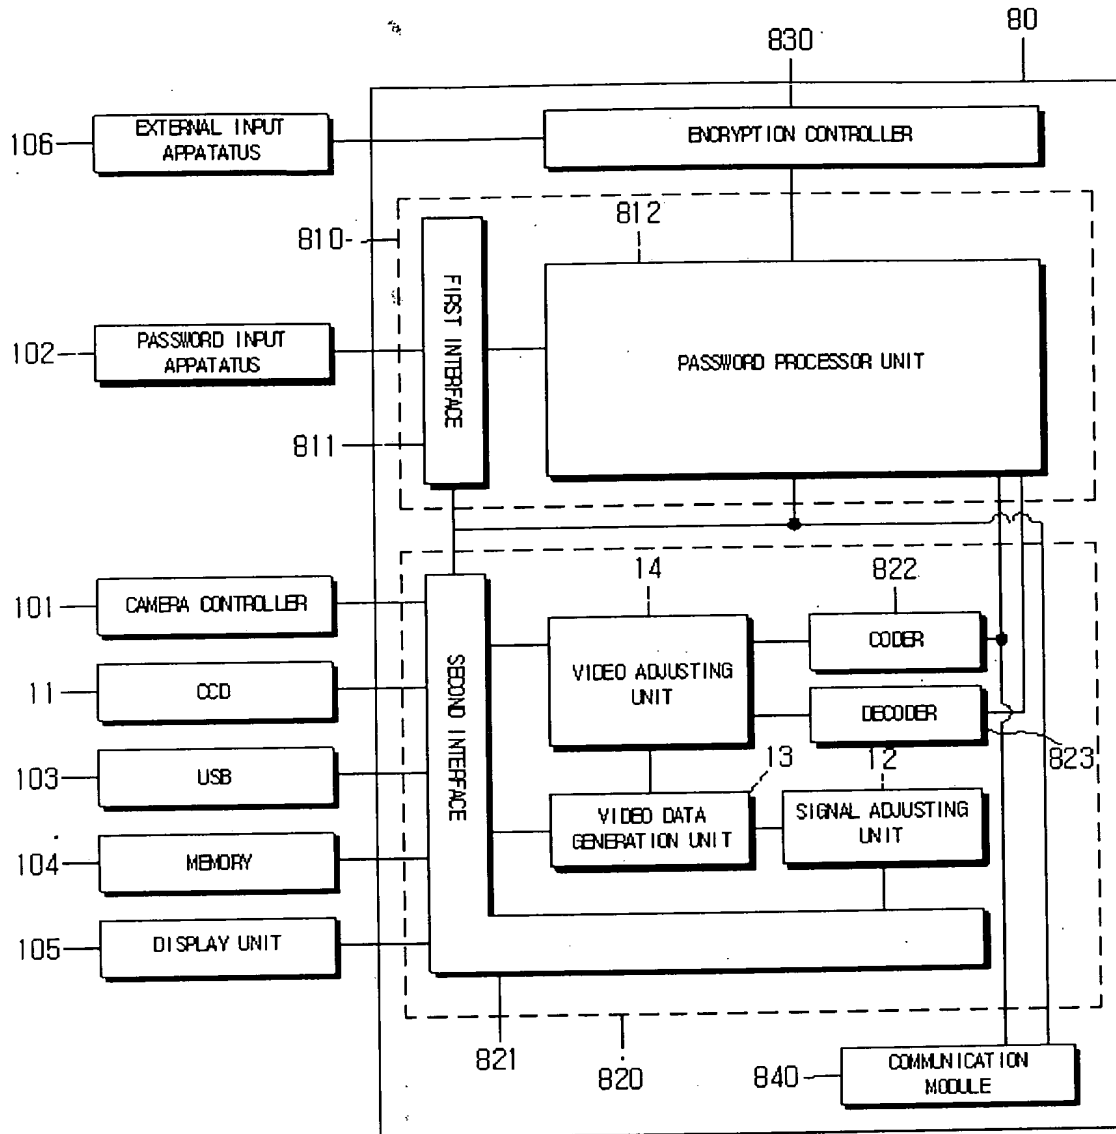 80
830
EXTERNAL INPUT
APPATATUS
106
ENCRYPTION CONTROLLER
812
810
FIRST INTERFACE
PASSWORD INPUT
APPATATUS
102
PASSWORD PROCESSOR UNIT
811
14
822
101
CAMERA CONTROLLER
CODER
SECOND INTERFACE
VIDEO ADJUSTING
UNIT
11
CCD
DECODER
823
13
12
103
USB
VIDEO DATA
GENERATION UNIT
SIGNAL ADJUSTING
UNIT
104
MEMORY
105
DISPLAY UNIT
821
820
840
COMMUNICATION
MODULE